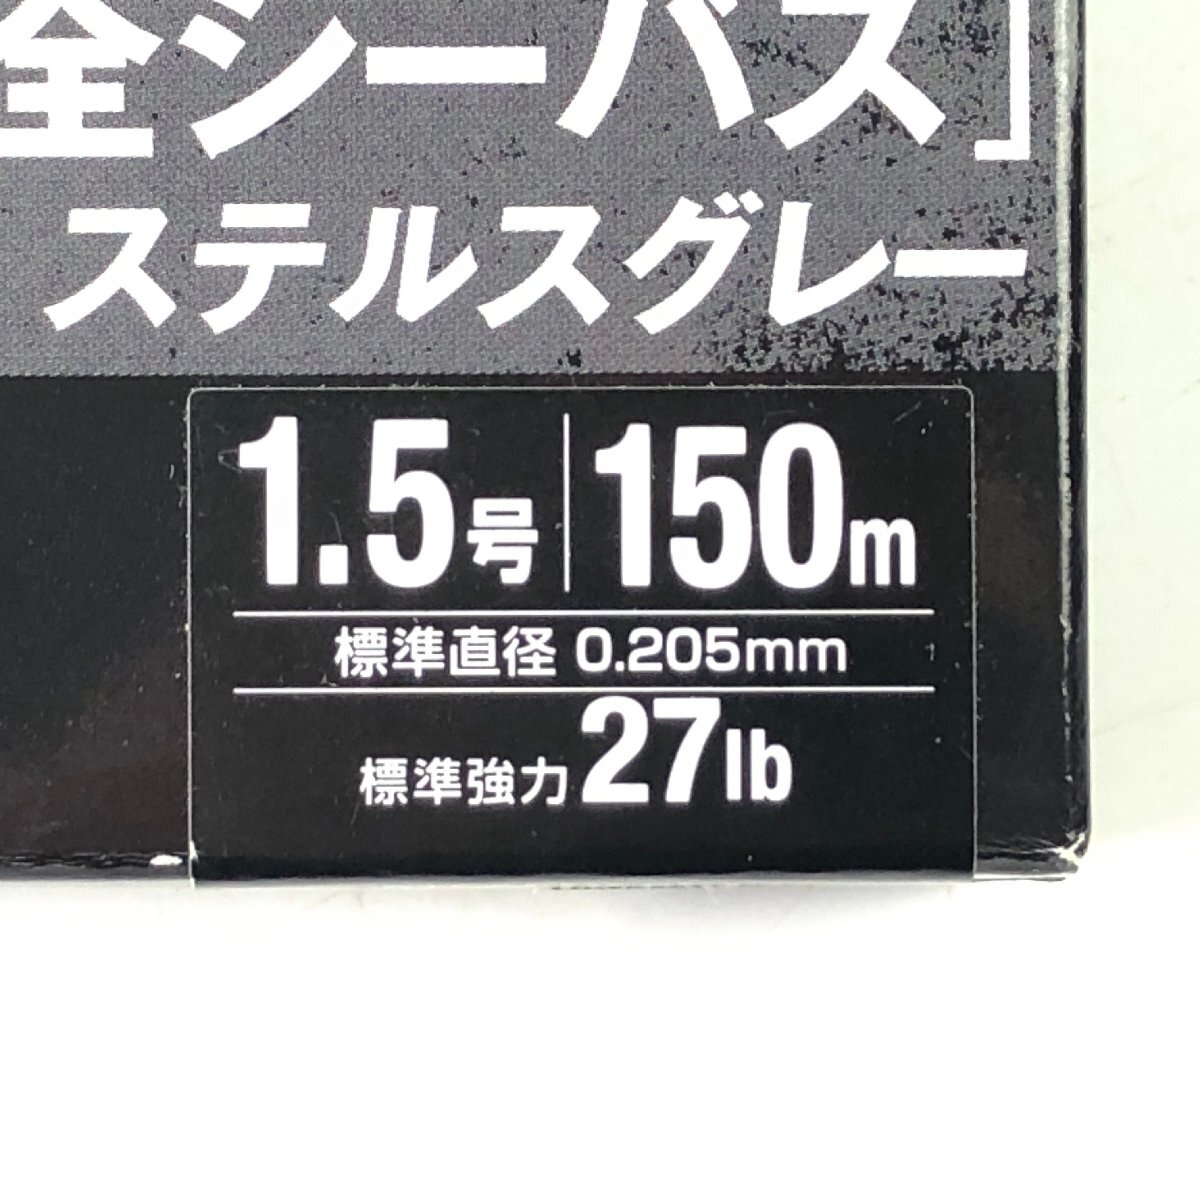 全シーバス]
ステルスグレー
1.5号 150m
標準直径 0.205mm
標準強力 27lb